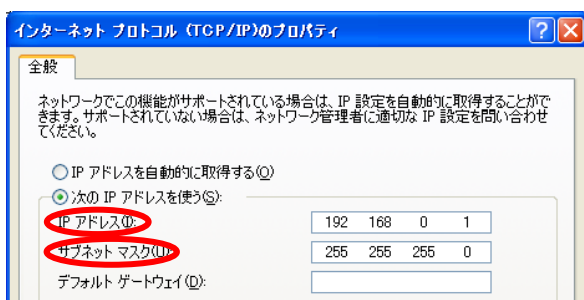 インターネット プロトコル (TCP/IP)のプロパティ
全般
ネットワークでこの機能がサポートされている場合は、IP 設定を自動的に取得することがで
きます。サポートされていない場合は、ネットワーク管理者に適切な IP 設定を問い合わせ
てください。
IP アドレスを自動的に取得する(O)
次の IP アドレスを使う(S):
IP アドレス(I): 192 168 0 1
サブネット マスク(U): 255 255 255 0
デフォルト ゲートウェイ(D):